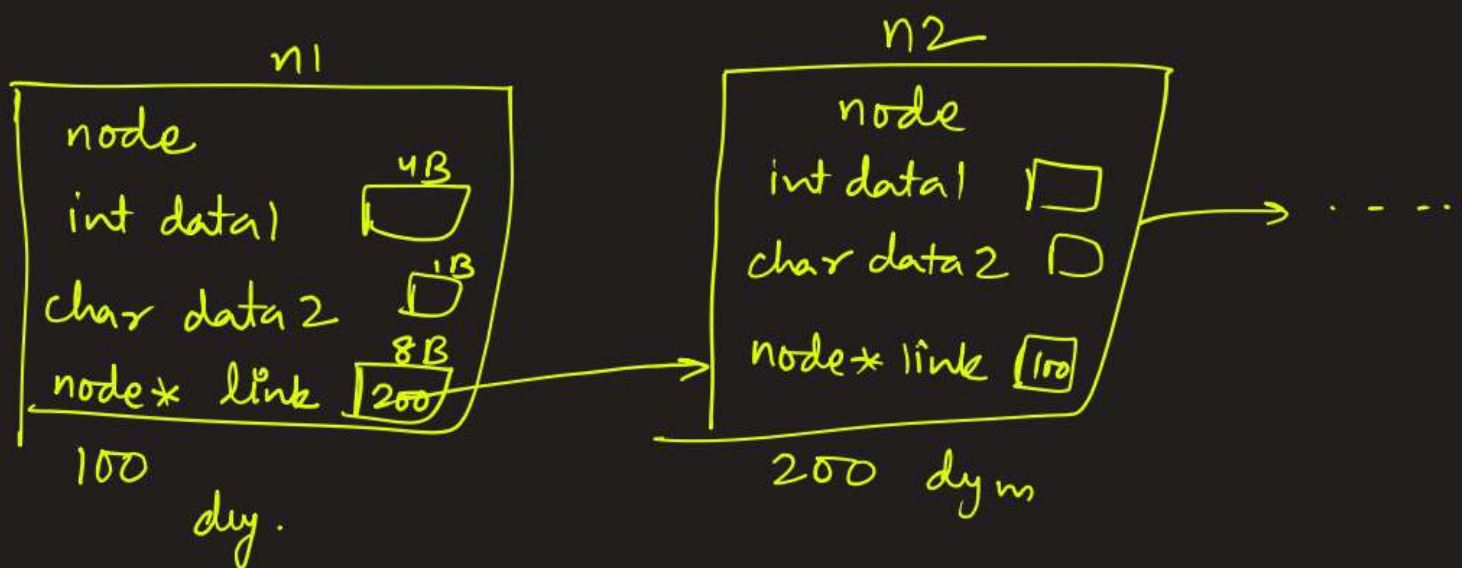 n1
node
4B
int data1
1B
char data2
8B
node* link 200
100
dy.
n2
node
int data1
char data2
node* link 100
200 dym